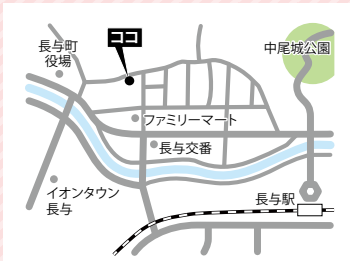 ココ
長与町
役場
中尾城公園
ファミリーマート
長与交番
イオンタウン
長与
長与駅